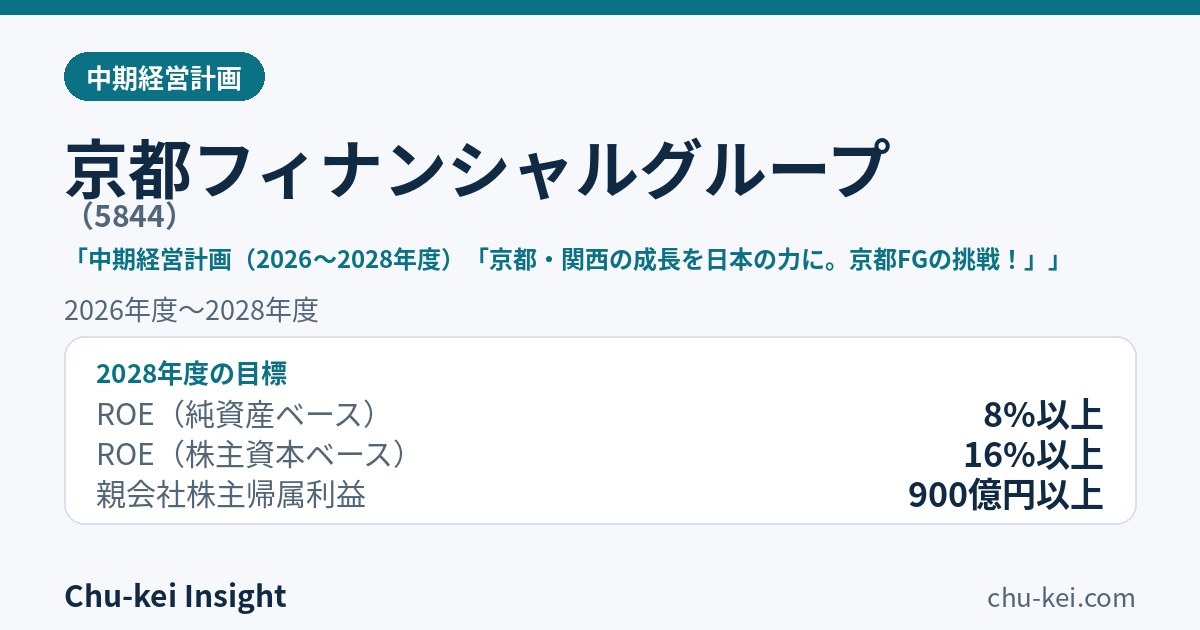 中期経営計画
京都フィナンシャルグループ
（5844）
「中期経営計画（2026〜2028年度）「京都・関西の成長を日本の力に。京都FGの挑戦！」」
2026年度〜2028年度
2028年度の目標
ROE（純資産ベース） 8%以上
ROE（株主資本ベース） 16%以上
親会社株主帰属利益 900億円以上
Chu-kei Insight chu-kei.com